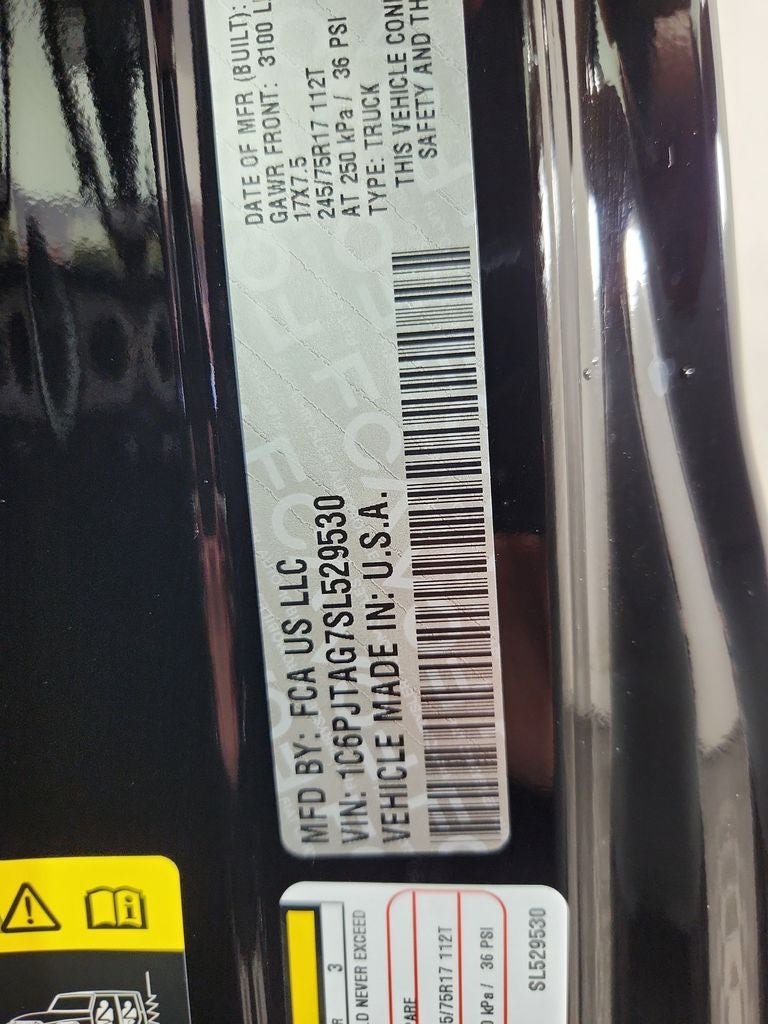 MFD BY: FCA US LLC
VIN: 1C6PJTAG7SL529530
VEHICLE MADE IN: U.S.A.
DATE OF MFR (BUILT):
GAWR FRONT: 3100 L
17X7.5
245/75R17 112T
AT 250 kPa / 36 PSI
TYPE: TRUCK
THIS VEHICLE CON
SAFETY AND TH
R 3
LD NEVER EXCEED
PARE
5/75R17 112T
0 kPa / 36 PSI
SL529530